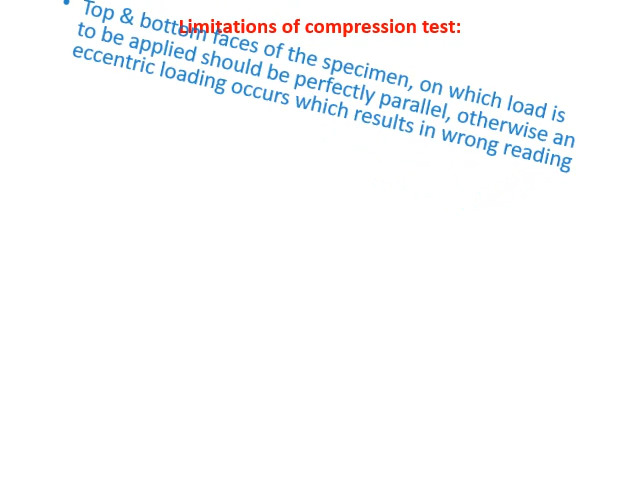 Limitations of compression test:
• Top & bottom faces of the specimen, on which load is
to be applied should be perfectly parallel, otherwise an
eccentric loading occurs which results in wrong reading